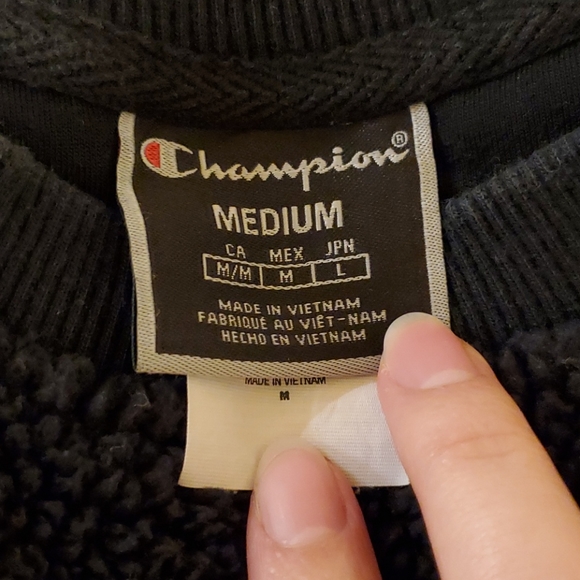 Champion®
MEDIUM
CA MEX JPN
M/M M L
MADE IN VIETNAM
FABRIQUÉ AU VIÊT-NAM
HECHO EN VIETNAM
MADE IN VIETNAM
M